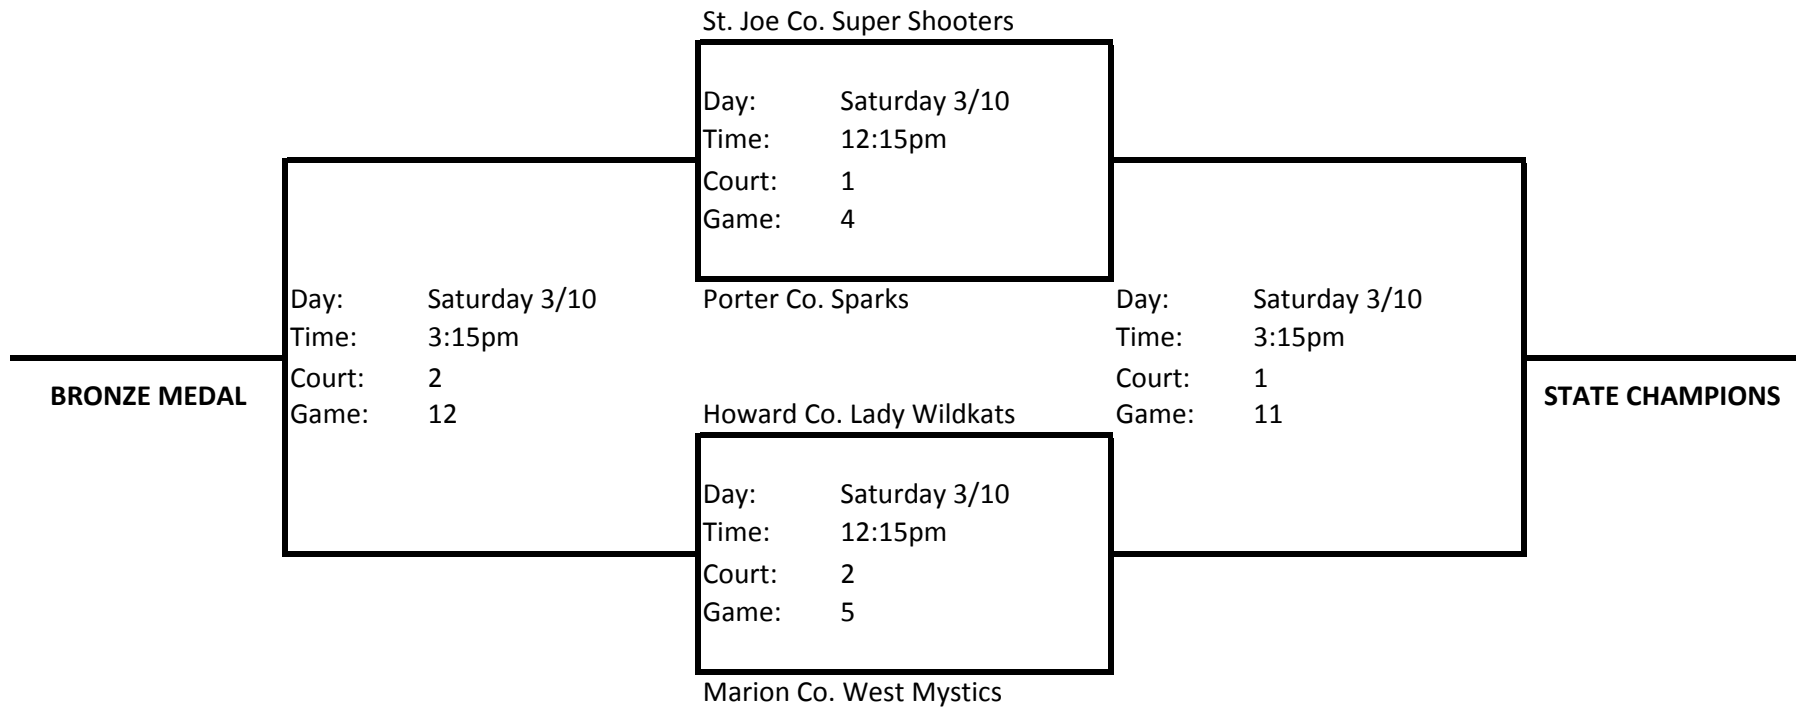 St. Joe Co. Super Shooters
Day: Saturday 3/10
Time: 12:15pm
Court: 1
Game: 4
Porter Co. Sparks
Day: Saturday 3/10
Time: 3:15pm
Court: 2
Game: 12
BRONZE MEDAL
Day: Saturday 3/10
Time: 3:15pm
Court: 1
Game: 11
STATE CHAMPIONS
Howard Co. Lady Wildkats
Day: Saturday 3/10
Time: 12:15pm
Court: 2
Game: 5
Marion Co. West Mystics